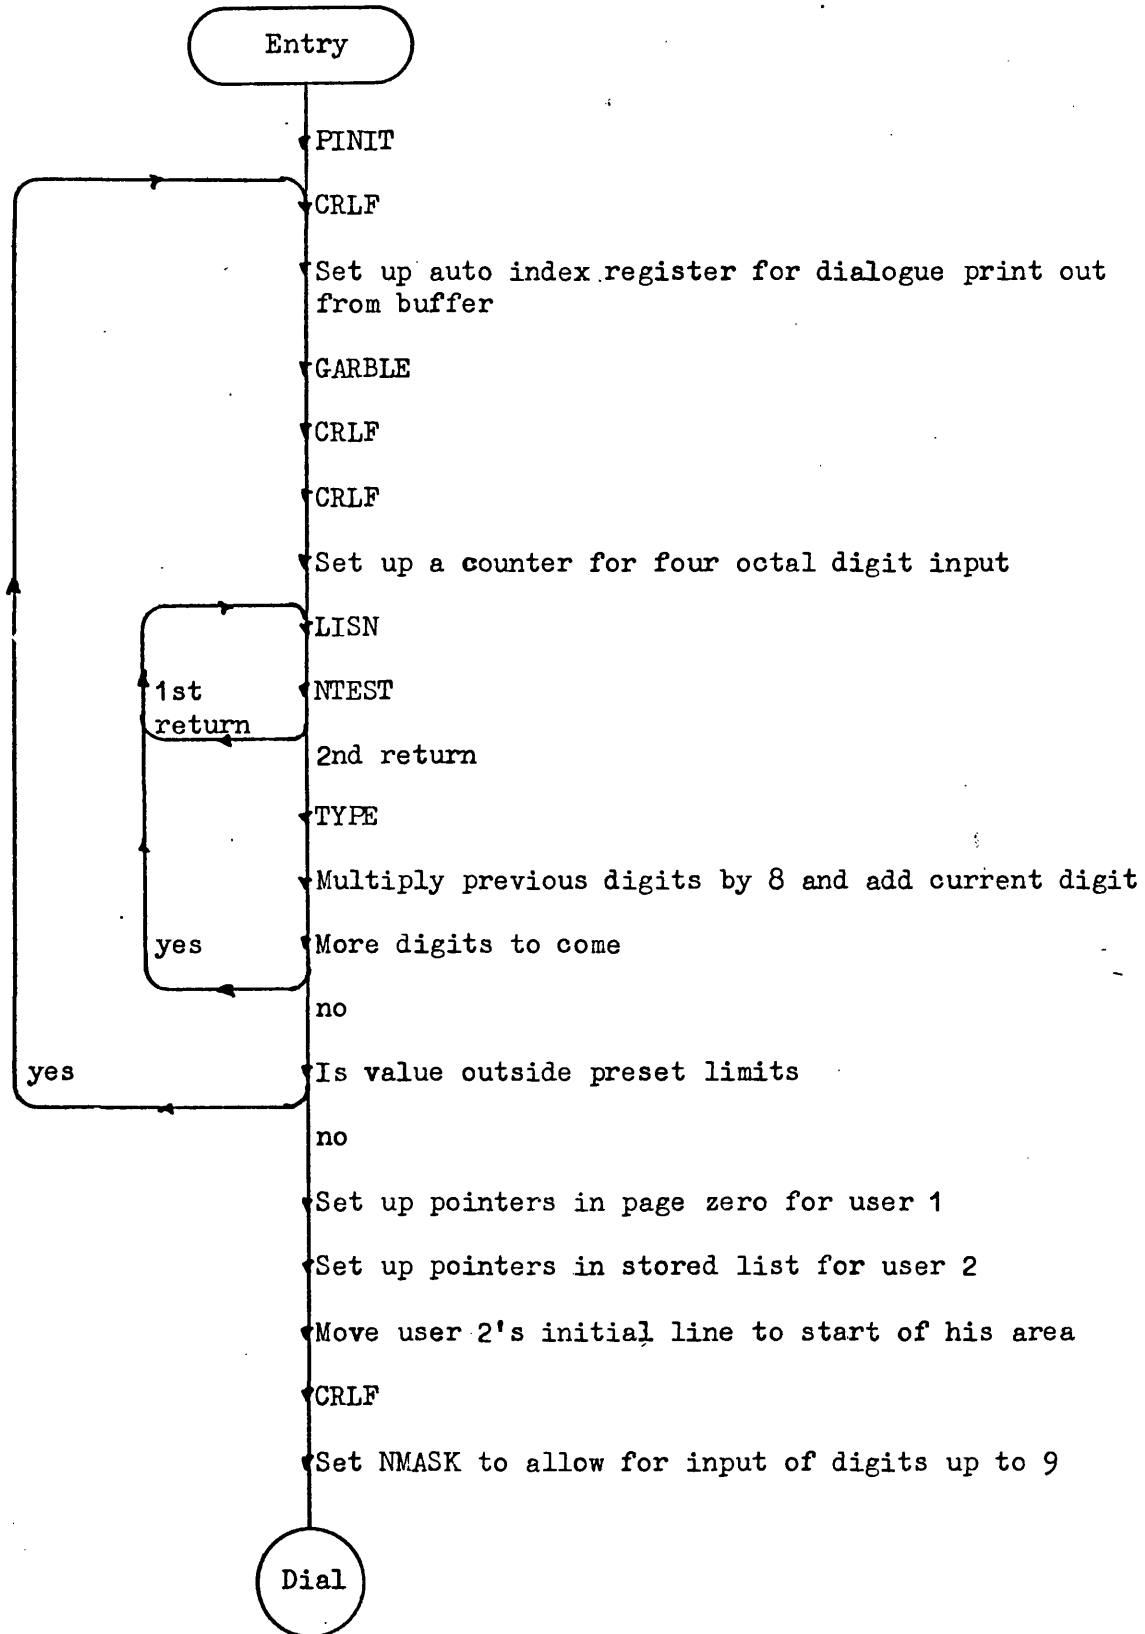 Entry
PINIT
CRLF
Set up auto index register for dialogue print out
from buffer
GARBLE
CRLF
CRLF
Set up a counter for four octal digit input
LISN
1st
NTEST
return
2nd return
TYPE
Multiply previous digits by 8 and add current digit
yes
More digits to come
no
yes
Is value outside preset limits
no
Set up pointers in page zero for user 1
Set up pointers in stored list for user 2
Move user 2's initial line to start of his area
CRLF
Set NMASK to allow for input of digits up to 9
Dial